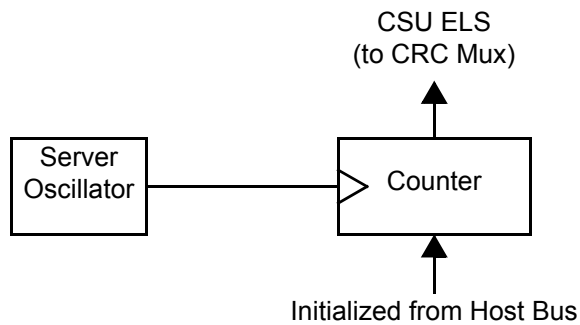 CSU ELS
(to CRC Mux)
Server
Oscillator
Counter
Initialized from Host Bus